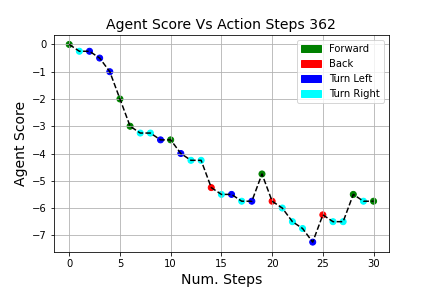 Agent Score Vs Action Steps 362
Forward
Back
Turn Left
Turn Right
Agent Score
0
−1
−2
−3
−4
−5
−6
−7
0 5 10 15 20 25 30
Num. Steps